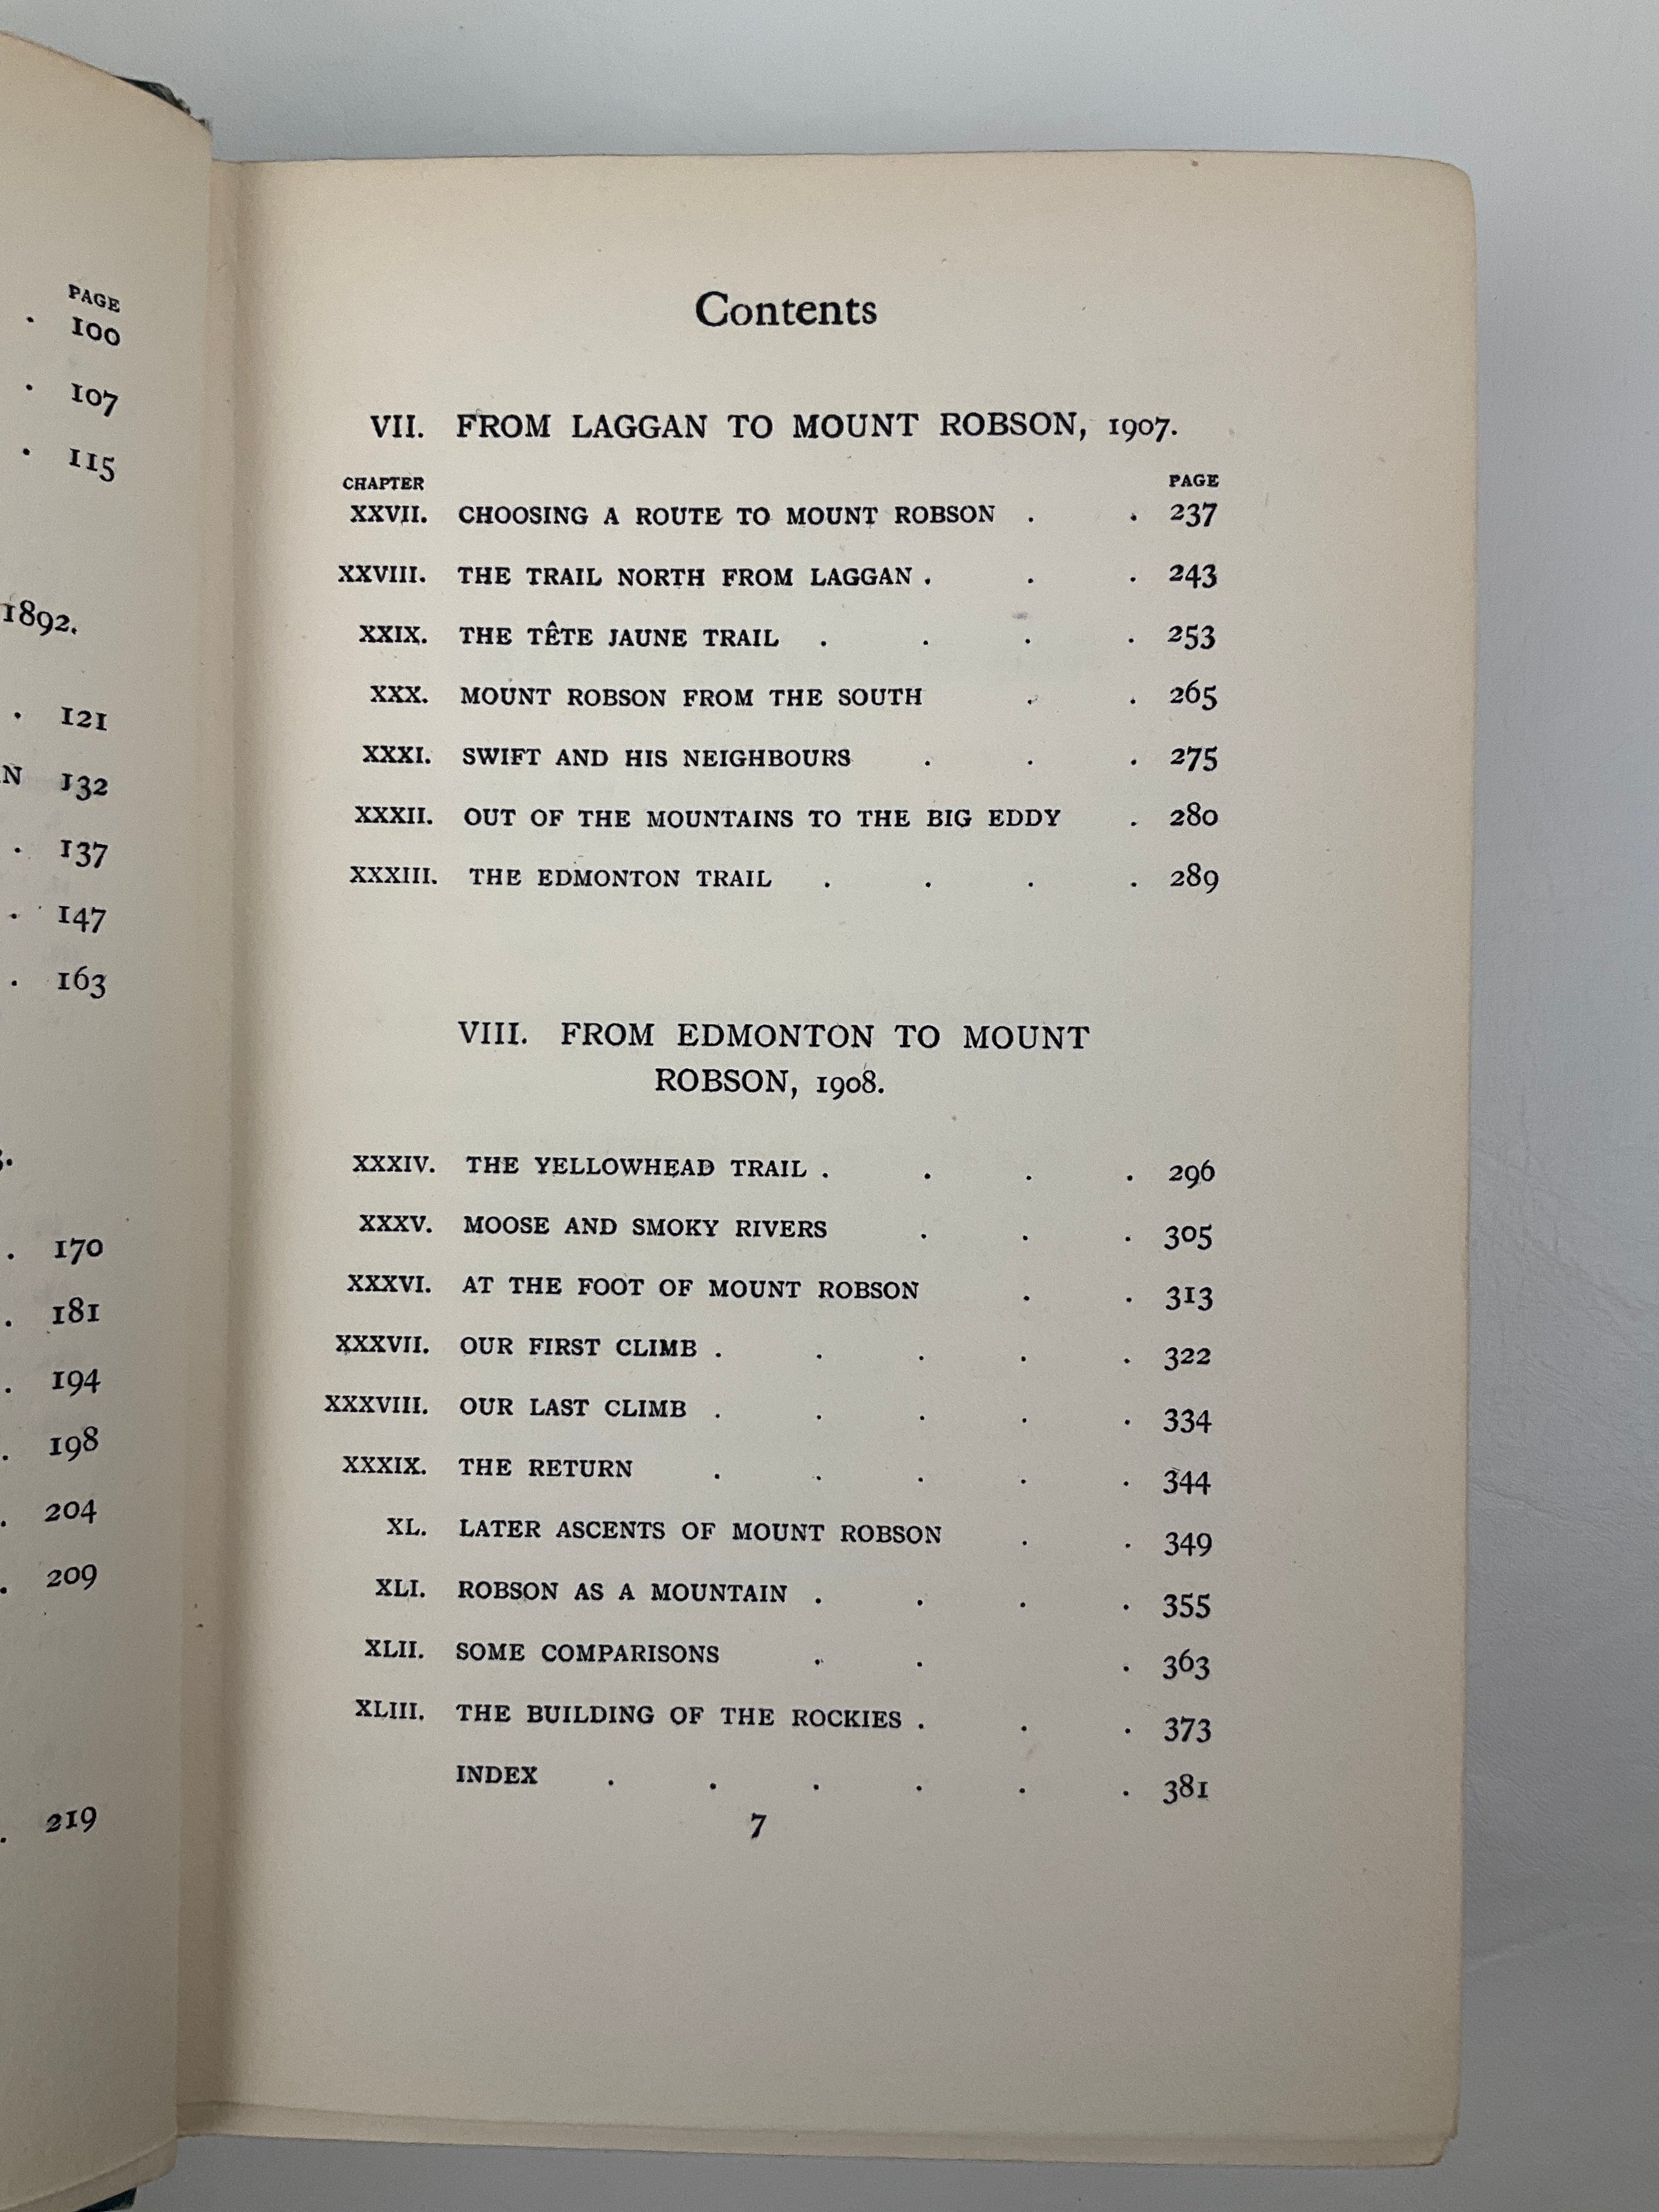 PAGE
. 100
. 107
. 115
1892.
. 121
N 132
. 137
. 147
. 163
. 170
. 181
. 194
. 198
. 204
. 209
. 219
Contents
VII. FROM LAGGAN TO MOUNT ROBSON, 1907.
CHAPTER PAGE
XXVII. CHOOSING A ROUTE TO MOUNT ROBSON . . 237
XXVIII. THE TRAIL NORTH FROM LAGGAN . . . 243
XXIX. THE TÊTE JAUNE TRAIL . . . . 253
XXX. MOUNT ROBSON FROM THE SOUTH . . 265
XXXI. SWIFT AND HIS NEIGHBOURS . . . 275
XXXII. OUT OF THE MOUNTAINS TO THE BIG EDDY . 280
XXXIII. THE EDMONTON TRAIL . . . . 289
VIII. FROM EDMONTON TO MOUNT
ROBSON, 1908.
XXXIV. THE YELLOWHEAD TRAIL . . . . 296
XXXV. MOOSE AND SMOKY RIVERS . . . 305
XXXVI. AT THE FOOT OF MOUNT ROBSON . . 313
XXXVII. OUR FIRST CLIMB . . . . . 322
XXXVIII. OUR LAST CLIMB . . . . . 334
XXXIX. THE RETURN . . . . . 344
XL. LATER ASCENTS OF MOUNT ROBSON . . 349
XLI. ROBSON AS A MOUNTAIN . . . . 355
XLII. SOME COMPARISONS . . . 363
XLIII. THE BUILDING OF THE ROCKIES . . . 373
INDEX . . . . . . 381
7